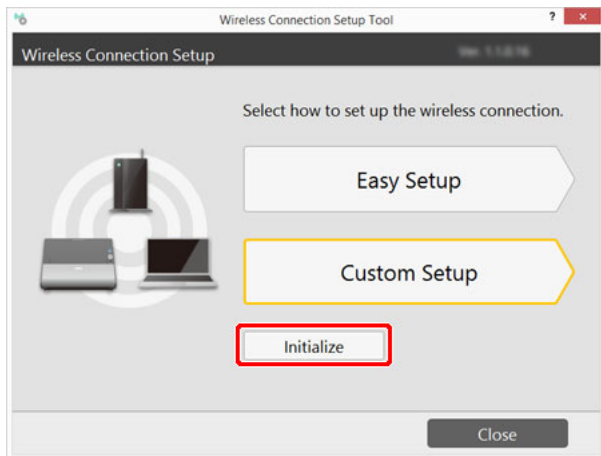 Wireless Connection Setup Tool
?
Wireless Connection Setup
Select how to set up the wireless connection.
Easy Setup
Custom Setup
Initialize
Close